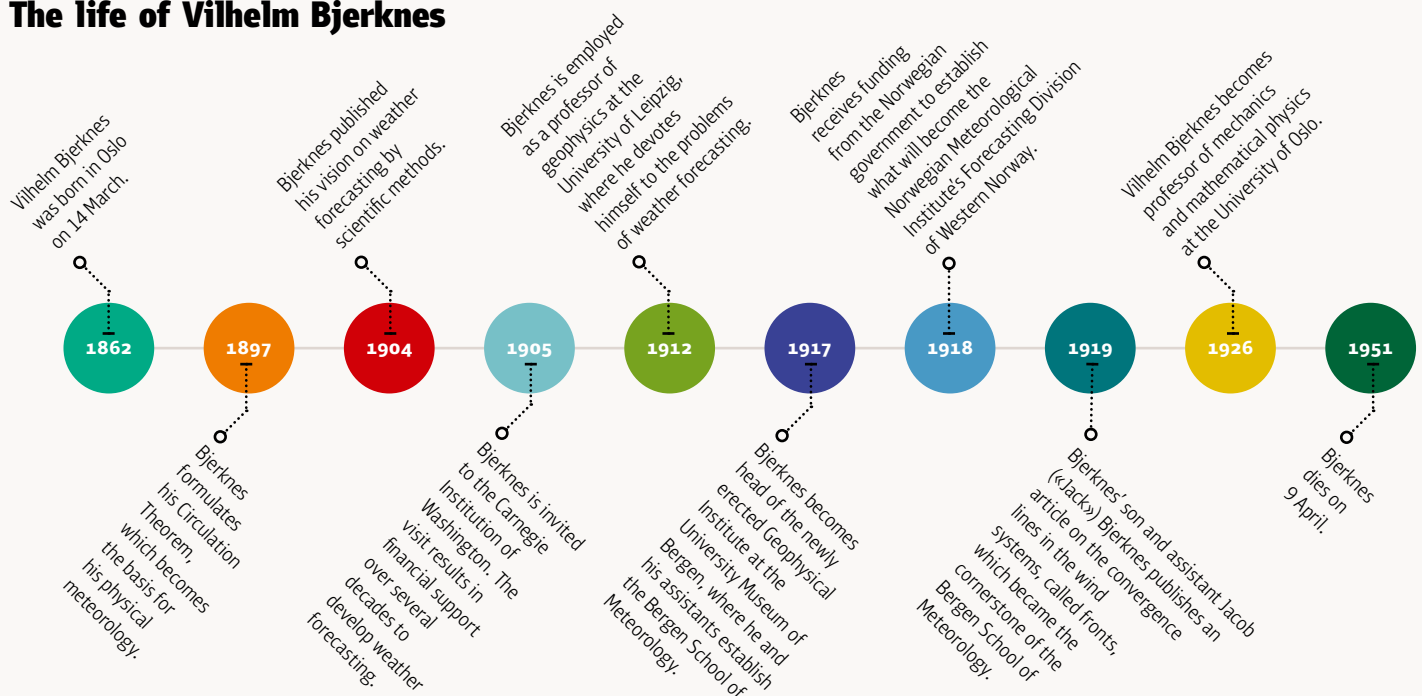 The life of Vilhelm Bjerknes
Vilhelm Bjerknes
was born in Oslo
on 14 March.
1862
1897
Bjerknes
formulates
his Circulation
Theorem,
which becomes
the basis for
his physical
meteorology.
Bjerknes published
his vision on weather
forecasting by
scientific methods.
1904
1905
Bjerknes is invited
to the Carnegie
Institution of
Washington. The
visit results in
financial support
over several
decades to
develop weather
forecasting.
Bjerknes is employed
as a professor of
geophysics at the
University of Leipzig,
where he devotes
himself to the problems
of weather forecasting.
1912
1917
Bjerknes becomes
head of the newly
erected Geophysical
Institute at the
University Museum of
Bergen, where he and
his assistants establish
the Bergen School of
Meteorology.
Bjerknes
receives funding
from the Norwegian
government to establish
what will become the
Norwegian Meteorological
Institute's Forecasting Division
of Western Norway.
1918
1919
Bjerknes' son and assistant Jacob
(«Jack») Bjerknes publishes an
article on the convergence
lines in the wind
systems, called fronts,
which became the
cornerstone of the
Bergen School of
Meteorology.
Vilhelm Bjerknes becomes
professor of mechanics
and mathematical physics
at the University of Oslo.
1926
1951
Bjerknes
dies on
9 April.